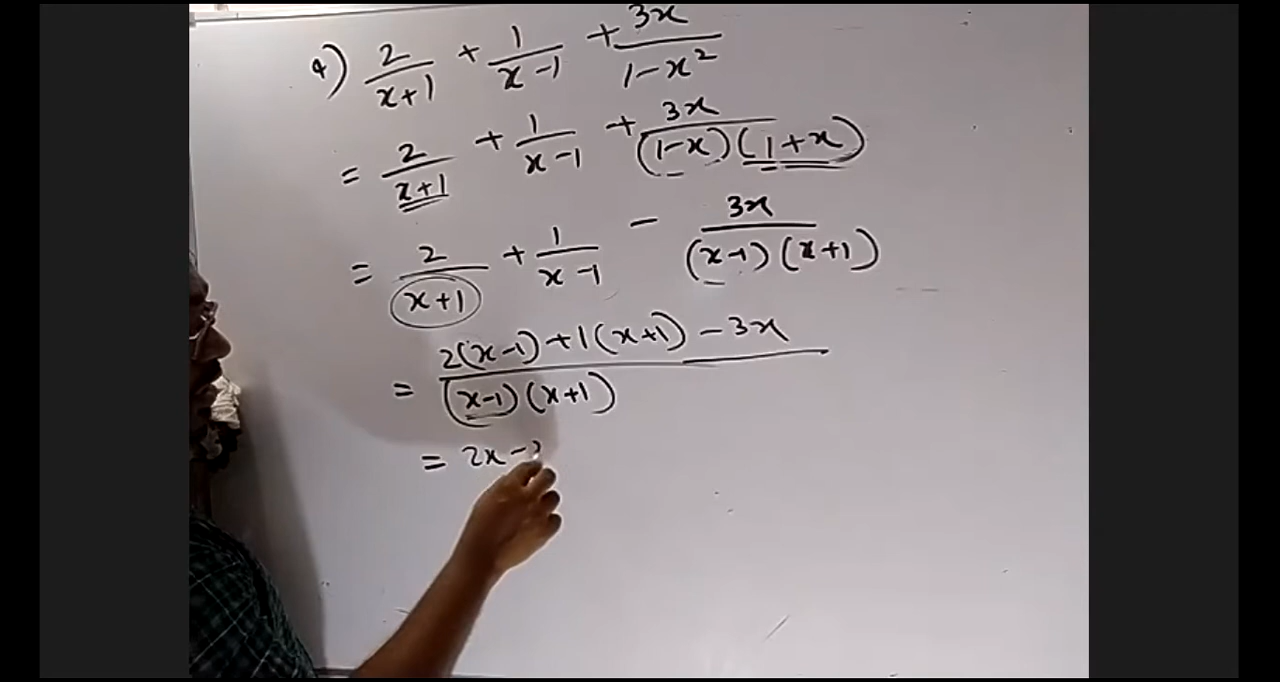 4) 2/(x+1) + 1/(x-1) + 3x/(1-x²)
= 2/(x+1) + 1/(x-1) + 3x/((1-x)(1+x))
= 2/(x+1) + 1/(x-1) - 3x/((x-1)(x+1))
= (2(x-1)+1(x+1)-3x)/((x-1)(x+1))
= 2x-